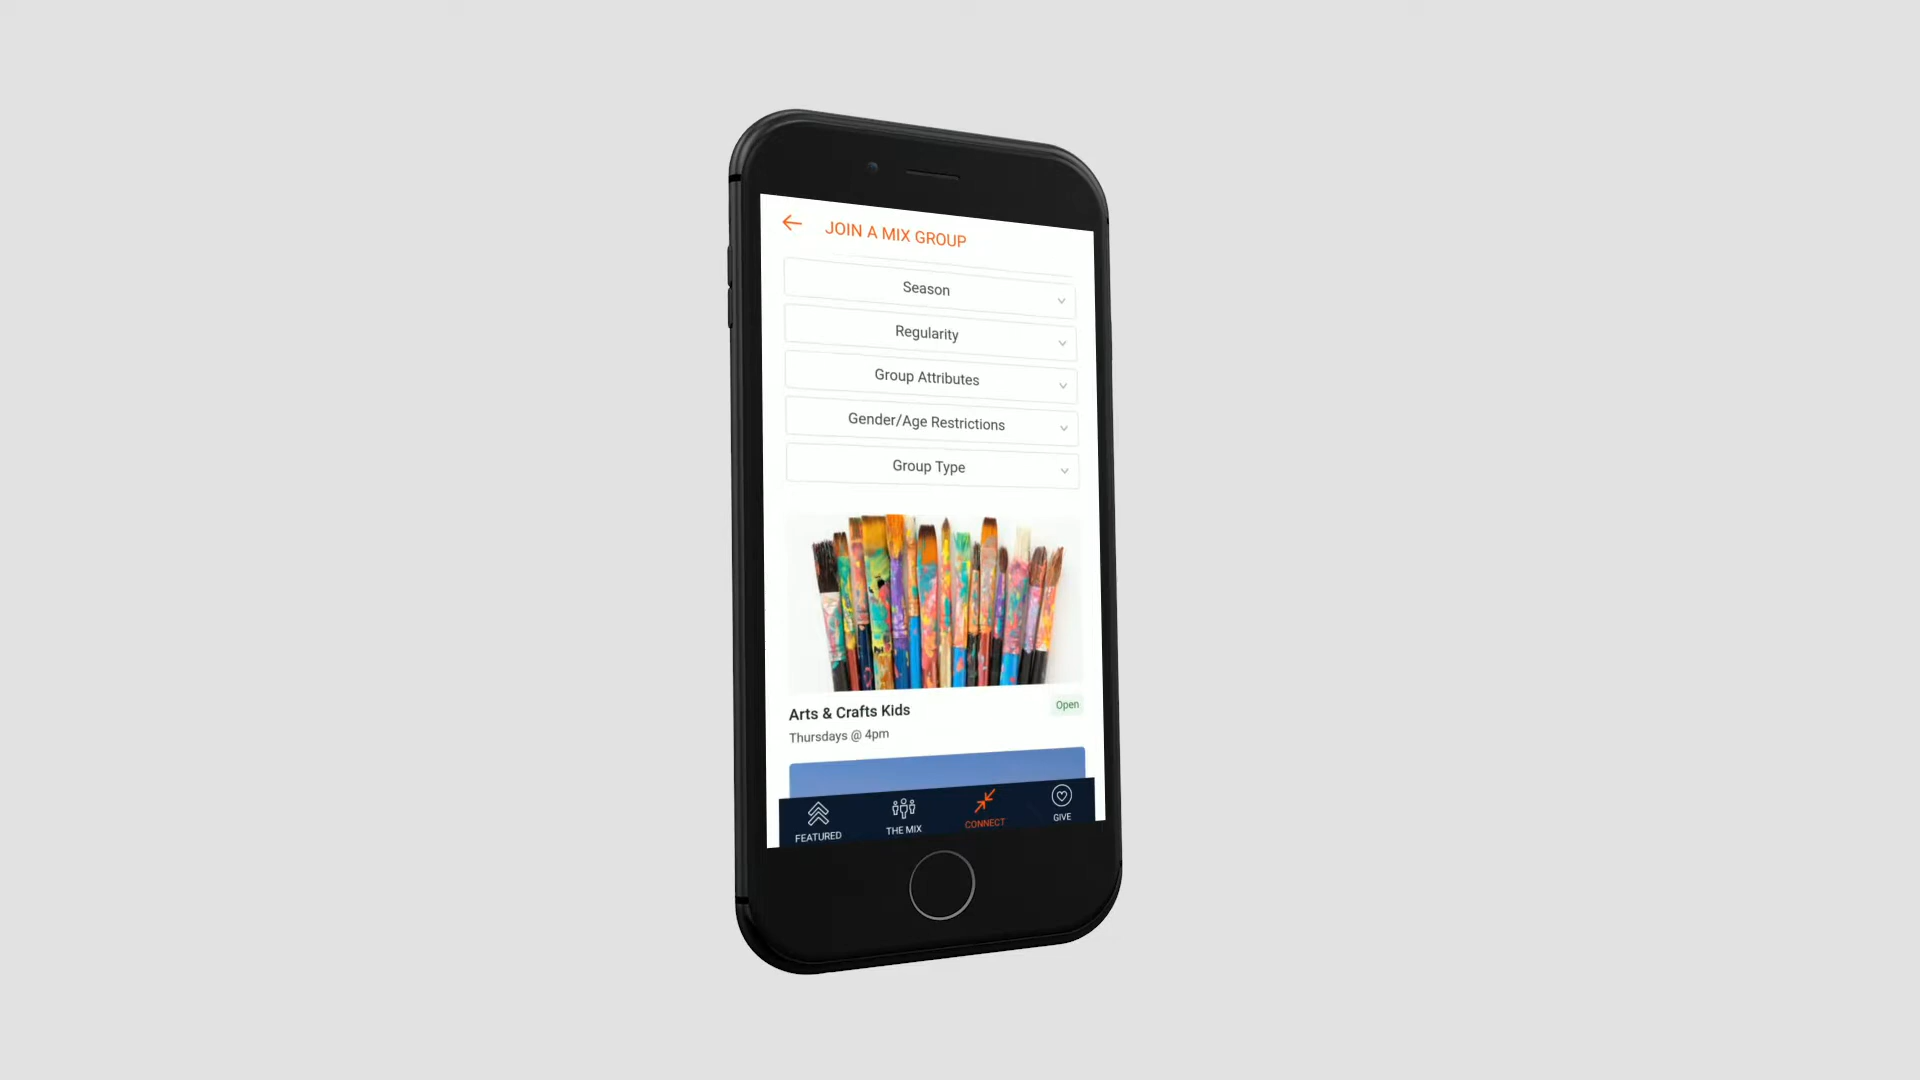 JOIN A MIX GROUP
Season
Regularity
Group Attributes
Gender/Age Restrictions
Group Type
Arts & Crafts Kids
Open
Thursdays @ 4pm
FEATURED
THE MIX
CONNECT
GIVE